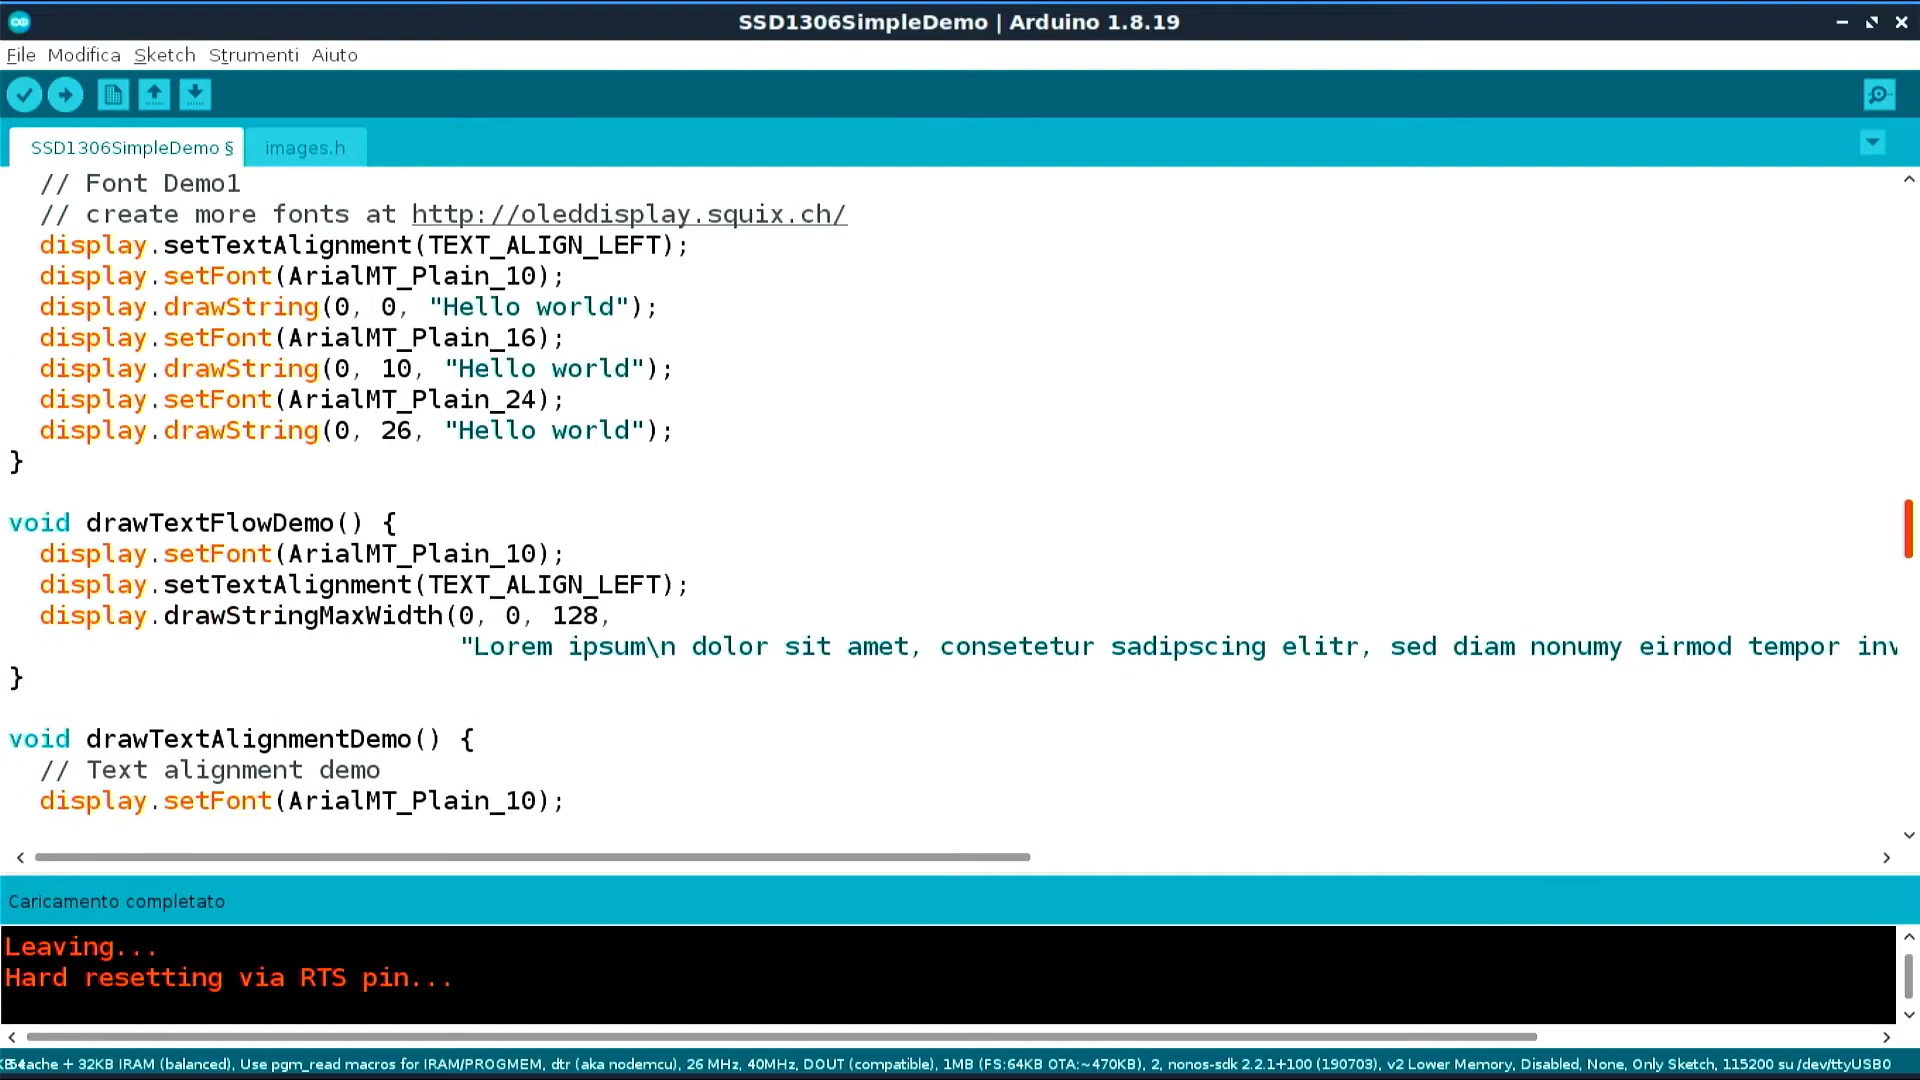 SSD1306SimpleDemo | Arduino 1.8.19
File Modifica Sketch Strumenti Aiuto
SSD1306SimpleDemo § images.h
// Font Demo1
// create more fonts at http://oleddisplay.squix.ch/
display.setTextAlignment(TEXT_ALIGN_LEFT);
display.setFont(ArialMT_Plain_10);
display.drawString(0, 0, "Hello world");
display.setFont(ArialMT_Plain_16);
display.drawString(0, 10, "Hello world");
display.setFont(ArialMT_Plain_24);
display.drawString(0, 26, "Hello world");
}
void drawTextFlowDemo() {
display.setFont(ArialMT_Plain_10);
display.setTextAlignment(TEXT_ALIGN_LEFT);
display.drawStringMaxWidth(0, 0, 128,
"Lorem ipsum\n dolor sit amet, consetetur sadipscing elitr, sed diam nonumy eirmod tempor inv
}
void drawTextAlignmentDemo() {
// Text alignment demo
display.setFont(ArialMT_Plain_10);
Caricamento completato
Leaving...
Hard resetting via RTS pin...
cache + 32KB IRAM (balanced), Use pgm_read macros for IRAM/PROGMEM, dtr (aka nodemcu), 26 MHz, 40MHz, DOUT (compatible), 1MB (FS:64KB OTA:~470KB), 2, nonos-sdk 2.2.1+100 (190703), v2 Lower Memory, Disabled, None, Only Sketch, 115200 su /dev/ttyUSB0